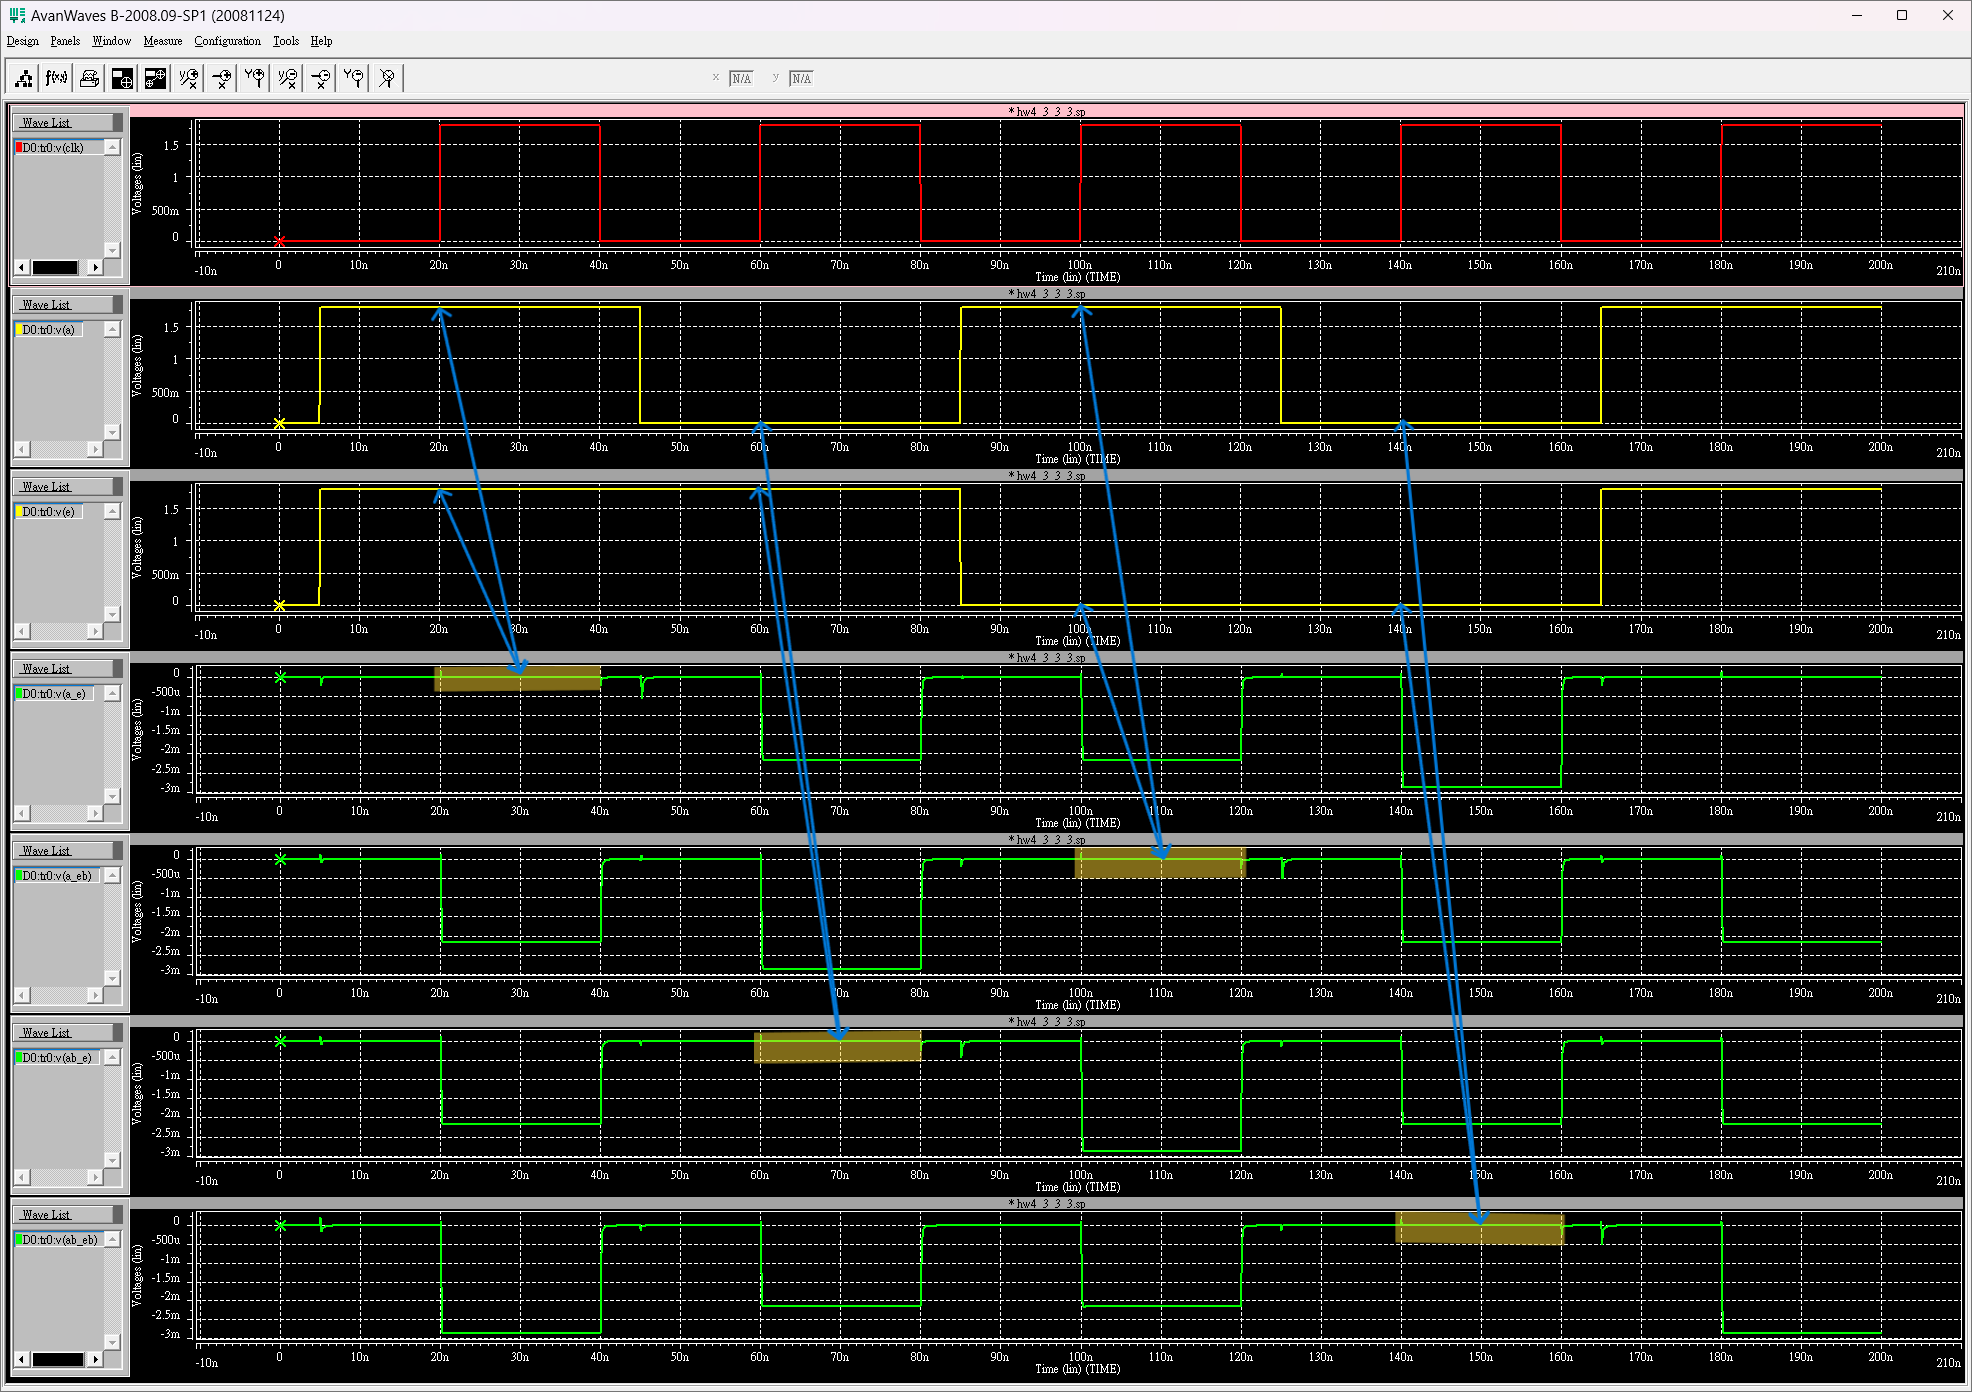 AvanWaves B-2008.09-SP1 (20081124)
Design Panels Window Measure Configuration Tools Help
f(x) x N/A y N/A
* hw4_3_3_3.sp
Wave List
D0:tr0:v(clk)
Voltages (lin)
1.5
1
500m
0
-10n 0 10n 20n 30n 40n 50n 60n 70n 80n 90n 100n 110n 120n 130n 140n 150n 160n 170n 180n 190n 200n 210n
Time (lin) (TIME)
* hw4_3_3_3.sp
Wave List
D0:tr0:v(a)
Voltages (lin)
1.5
1
500m
0
-10n 0 10n 20n 30n 40n 50n 60n 70n 80n 90n 100n 110n 120n 130n 140n 150n 160n 170n 180n 190n 200n 210n
Time (lin) (TIME)
* hw4_3_3_3.sp
Wave List
D0:tr0:v(e)
Voltages (lin)
1.5
1
500m
0
-10n 0 10n 20n 30n 40n 50n 60n 70n 80n 90n 100n 110n 120n 130n 140n 150n 160n 170n 180n 190n 200n 210n
Time (lin) (TIME)
* hw4_3_3_3.sp
Wave List
D0:tr0:v(a_e)
Voltages (lin)
0
-500u
-1m
-1.5m
-2m
-2.5m
-3m
-10n 0 10n 20n 30n 40n 50n 60n 70n 80n 90n 100n 110n 120n 130n 140n 150n 160n 170n 180n 190n 200n 210n
Time (lin) (TIME)
* hw4_3_3_3.sp
Wave List
D0:tr0:v(a_eb)
Voltages (lin)
0
-500u
-1m
-1.5m
-2m
-2.5m
-3m
-10n 0 10n 20n 30n 40n 50n 60n 70n 80n 90n 100n 110n 120n 130n 140n 150n 160n 170n 180n 190n 200n 210n
Time (lin) (TIME)
* hw4_3_3_3.sp
Wave List
D0:tr0:v(ab_e)
Voltages (lin)
0
-500u
-1m
-1.5m
-2m
-2.5m
-3m
-10n 0 10n 20n 30n 40n 50n 60n 70n 80n 90n 100n 110n 120n 130n 140n 150n 160n 170n 180n 190n 200n 210n
Time (lin) (TIME)
* hw4_3_3_3.sp
Wave List
D0:tr0:v(ab_eb)
Voltages (lin)
0
-500u
-1m
-1.5m
-2m
-2.5m
-3m
-10n 0 10n 20n 30n 40n 50n 60n 70n 80n 90n 100n 110n 120n 130n 140n 150n 160n 170n 180n 190n 200n 210n
Time (lin) (TIME)